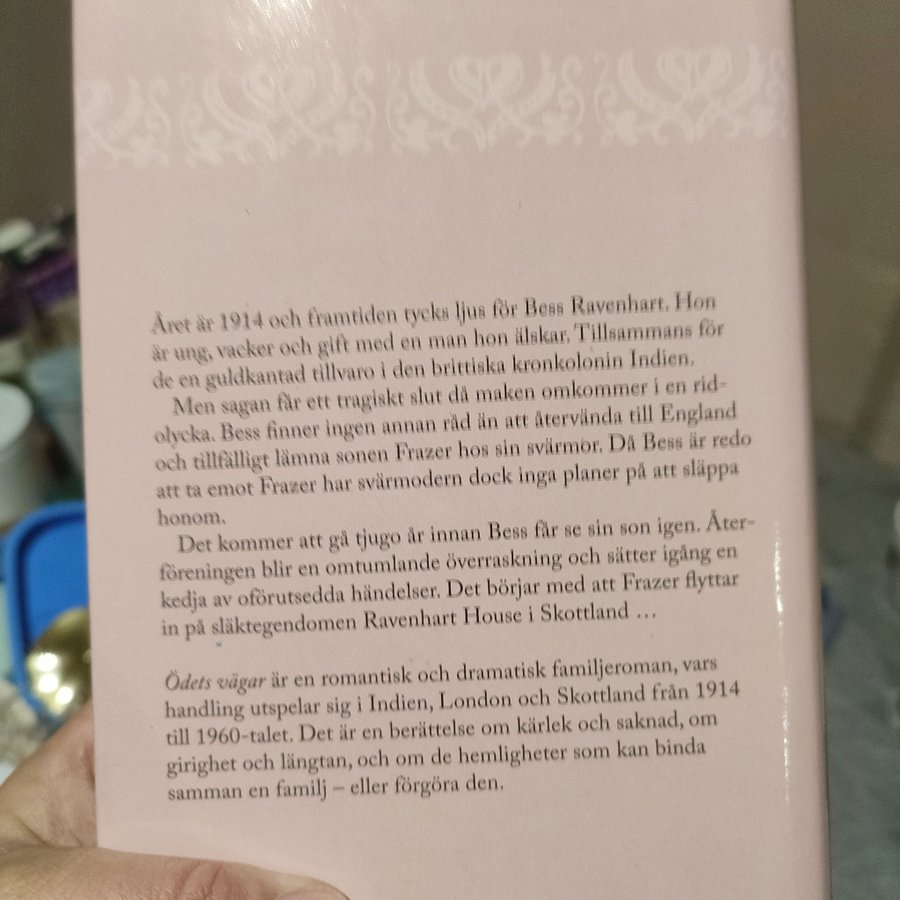 Året är 1914 och framtiden tycks ljus för Bess Ravenhart. Hon
är ung, vacker och gift med en man hon älskar. Tillsammans för
de en guldkantad tillvaro i den brittiska kronkolonin Indien.
Men sagan får ett tragiskt slut då maken omkommer i en rid-
olycka. Bess finner ingen annan råd än att återvända till England
och tillfälligt lämna sonen Frazer hos sin svärmor. Då Bess är redo
att ta emot Frazer har svärmodern dock inga planer på att släppa
honom.
Det kommer att gå tjugo år innan Bess får se sin son igen. Åter-
föreningen blir en omtumlande överraskning och sätter igång en
kedja av oförutsedda händelser. Det börjar med att Frazer flyttar
in på släktegendomen Ravenhart House i Skottland …
Ödets vägar är en romantisk och dramatisk familjeroman, vars
handling utspelar sig i Indien, London och Skottland från 1914
till 1960-talet. Det är en berättelse om kärlek och saknad, om
girighet och längtan, och om de hemligheter som kan binda
samman en familj – eller förgöra den.